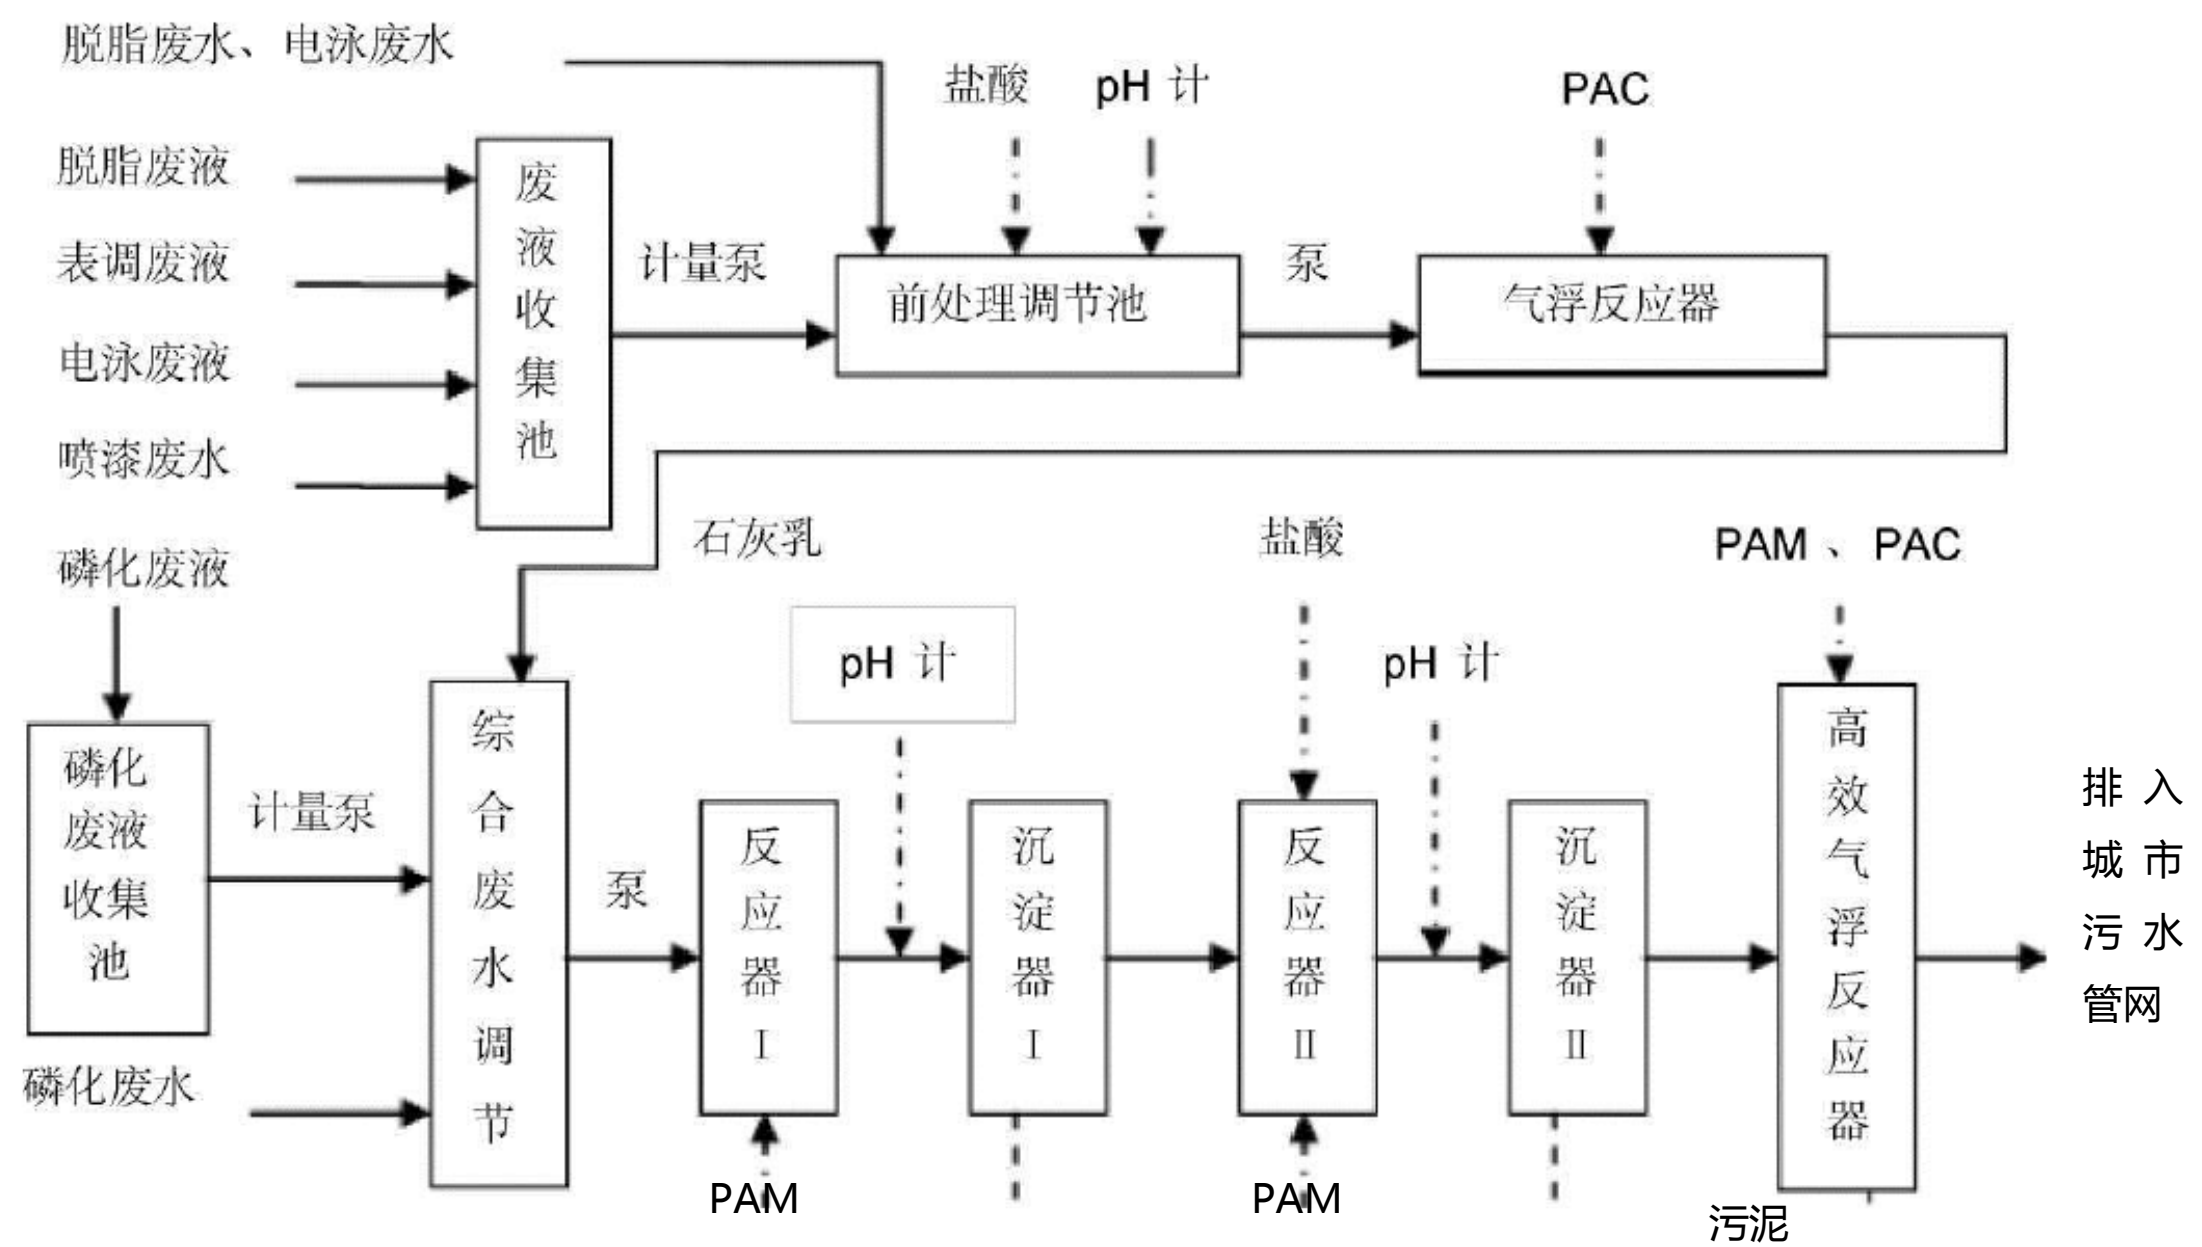 脱脂废水、电泳废水
盐酸
pH 计
PAC
脱脂废液
表调废液
电泳废液
喷漆废水
废液收集池
计量泵
前处理调节池
泵
气浮反应器
磷化废液
石灰乳
盐酸
PAM 、 PAC
pH 计
pH 计
磷化
废液
收集
池
计量泵
磷化废水
综合废水调节
泵
反应器Ⅰ
沉淀器Ⅰ
反应器Ⅱ
沉淀器Ⅱ
高效气浮反应器
排 入
城 市
污 水
管网
PAM
PAM
污泥